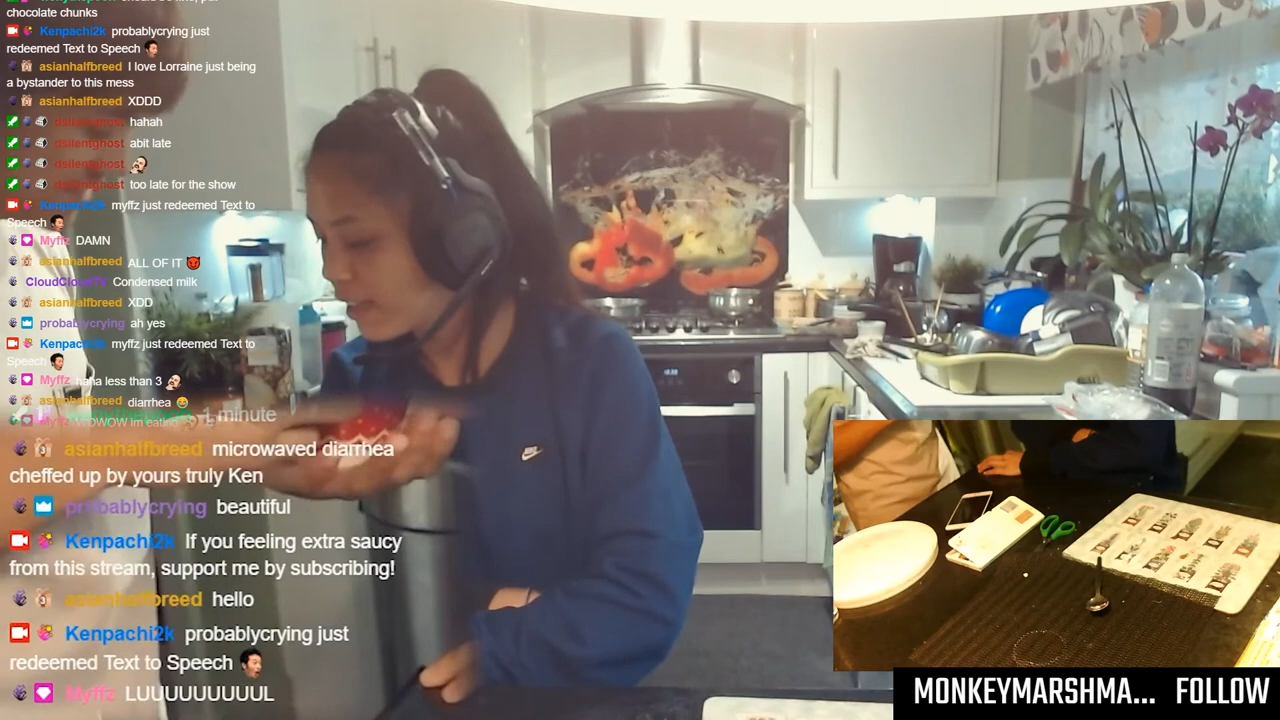 chocolate chunks
Kenpachi2k probablycrying just
redeemed Text to Speech
asianhalfbreed I love Lorraine just being
a bystander to this mess
asianhalfbreed XDDD
dsilentghost hahah
dsilentghost abit late
dsilentghost
dsilentghost too late for the show
Kenpachi2k myffz just redeemed Text to
Speech
Myffz DAMN
asianhalfbreed ALL OF IT
Condensed milk
asianhalfbreed XDD
probablycrying ah yes
Kenpachi2k myffz just redeemed Text to
Speech
Myffz haha less than 3
asianhalfbreed diarrhea
1 minute
asianhalfbreed microwaved diarrhea
cheffed up by yours truly Ken
probablycrying beautiful
Kenpachi2k If you feeling extra saucy
from this stream, support me by subscribing!
asianhalfbreed hello
Kenpachi2k probablycrying just
redeemed Text to Speech
Myffz LUUUUUUUUUL
MONKEYMARSHMA... FOLLOW